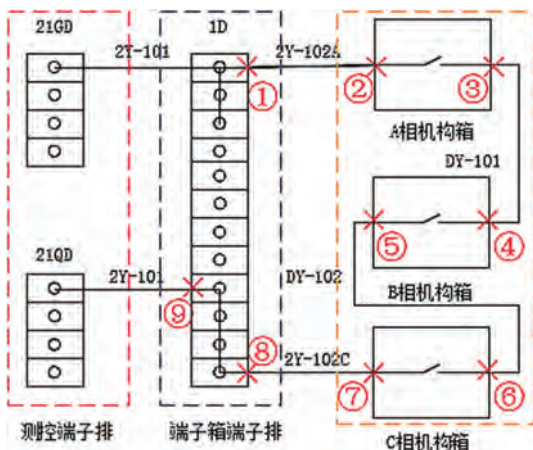 21GD
1D
2Y-101
2Y-102A
①
②
③
A相机构箱
DY-101
⑤
④
21QD
2Y-101
DY-102
B相机构箱
⑨
⑧
2Y-102C
⑦
⑥
测控端子排
端子箱端子排
C相机构箱